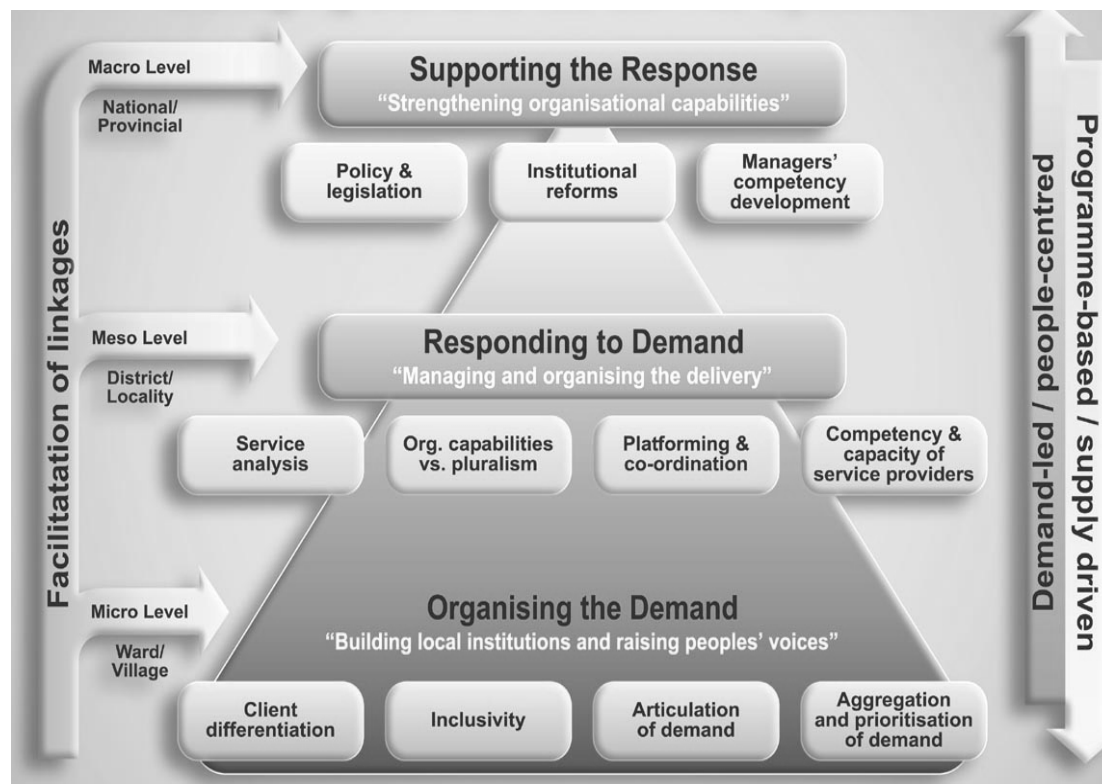 Macro Level
National/
Provincial
Supporting the Response
“Strengthening organisational capabilities”
Policy &
legislation
Institutional
reforms
Managers’
competency
development
Meso Level
District/
Locality
Responding to Demand
“Managing and organising the delivery”
Service
analysis
Org. capabilities
vs. pluralism
Platforming &
co-ordination
Competency &
capacity of
service providers
Micro Level
Ward/
Village
Organising the Demand
“Building local institutions and raising peoples’ voices”
Client
differentiation
Inclusivity
Articulation
of demand
Aggregation
and prioritisation
of demand
Facilitatation of linkages
Demand-led / people-centred
Programme-based / supply driven